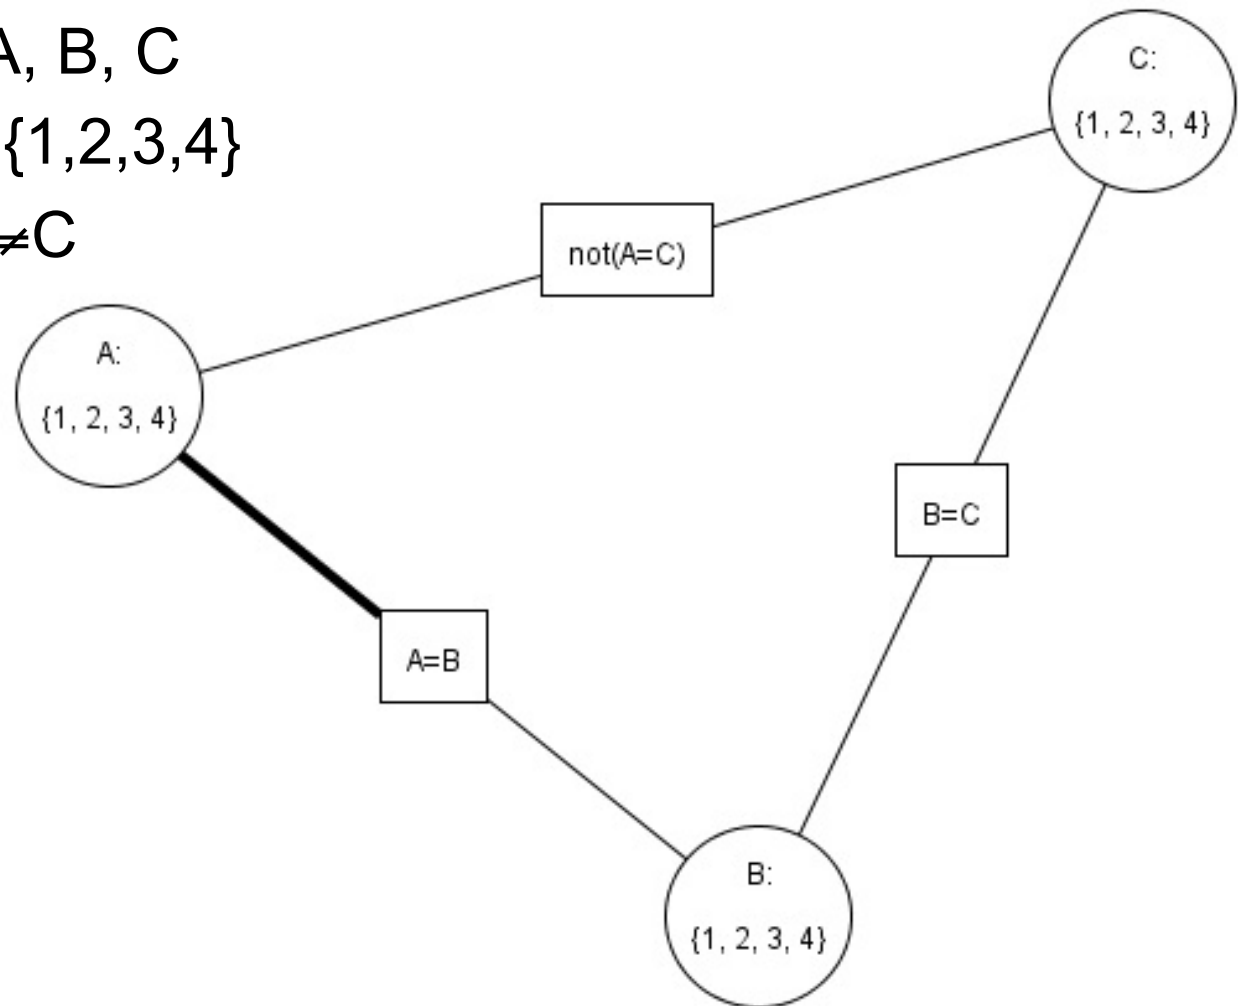 A, B, C
{1,2,3,4}
≠C
C:
{1, 2, 3, 4}
not(A=C)
A:
{1, 2, 3, 4}
B=C
A=B
B:
{1, 2, 3, 4}